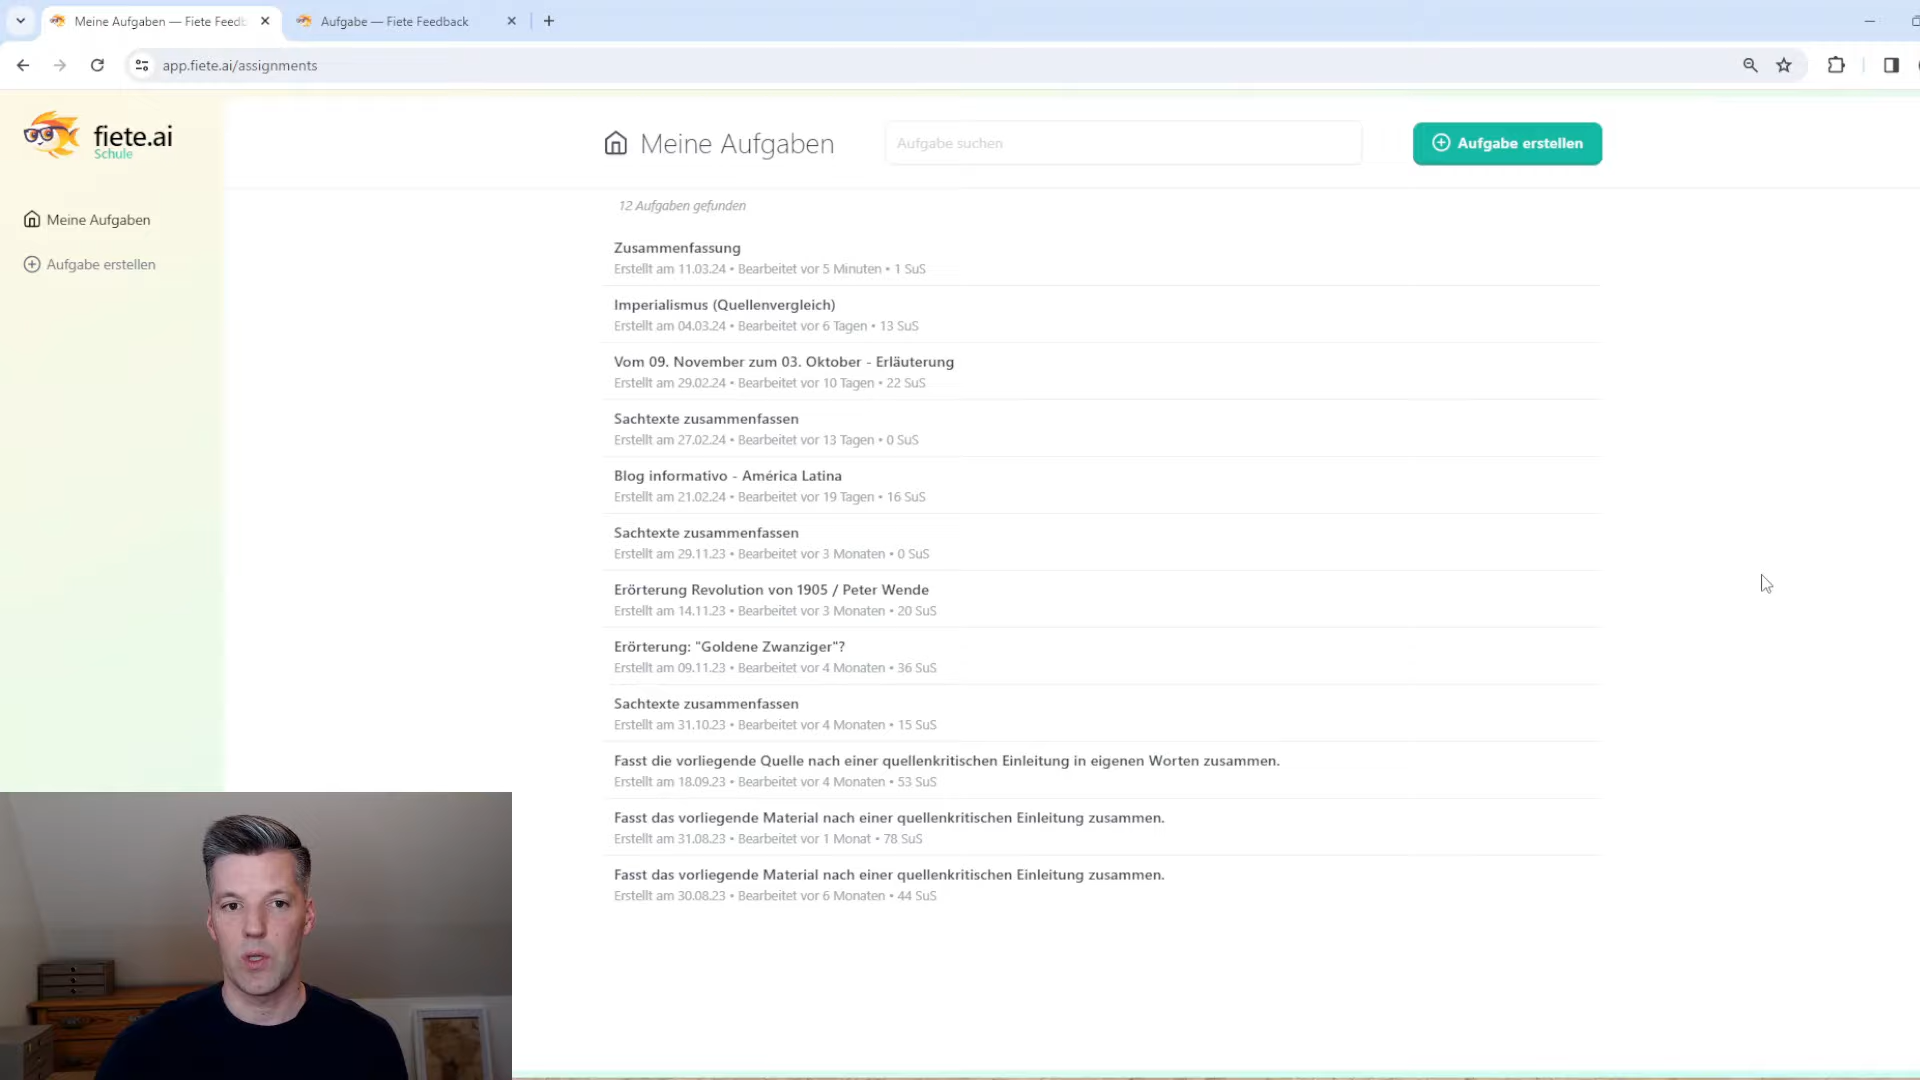 Meine Aufgaben — Fiete Feedb
Aufgabe — Fiete Feedback
app.fiete.ai/assignments
fiete.ai
Schule
Meine Aufgaben
Aufgabe erstellen
Meine Aufgaben
Aufgabe suchen
Aufgabe erstellen
12 Aufgaben gefunden
Zusammenfassung
Erstellt am 11.03.24 • Bearbeitet vor 5 Minuten • 1 SuS
Imperialismus (Quellenvergleich)
Erstellt am 04.03.24 • Bearbeitet vor 6 Tagen • 13 SuS
Vom 09. November zum 03. Oktober - Erläuterung
Erstellt am 29.02.24 • Bearbeitet vor 10 Tagen • 22 SuS
Sachtexte zusammenfassen
Erstellt am 27.02.24 • Bearbeitet vor 13 Tagen • 0 SuS
Blog informativo - América Latina
Erstellt am 21.02.24 • Bearbeitet vor 19 Tagen • 16 SuS
Sachtexte zusammenfassen
Erstellt am 29.11.23 • Bearbeitet vor 3 Monaten • 0 SuS
Erörterung Revolution von 1905 / Peter Wende
Erstellt am 14.11.23 • Bearbeitet vor 3 Monaten • 20 SuS
Erörterung: "Goldene Zwanziger"?
Erstellt am 09.11.23 • Bearbeitet vor 4 Monaten • 36 SuS
Sachtexte zusammenfassen
Erstellt am 31.10.23 • Bearbeitet vor 4 Monaten • 15 SuS
Fasst die vorliegende Quelle nach einer quellenkritischen Einleitung in eigenen Worten zusammen.
Erstellt am 18.09.23 • Bearbeitet vor 4 Monaten • 53 SuS
Fasst das vorliegende Material nach einer quellenkritischen Einleitung zusammen.
Erstellt am 31.08.23 • Bearbeitet vor 1 Monat • 78 SuS
Fasst das vorliegende Material nach einer quellenkritischen Einleitung zusammen.
Erstellt am 30.08.23 • Bearbeitet vor 6 Monaten • 44 SuS